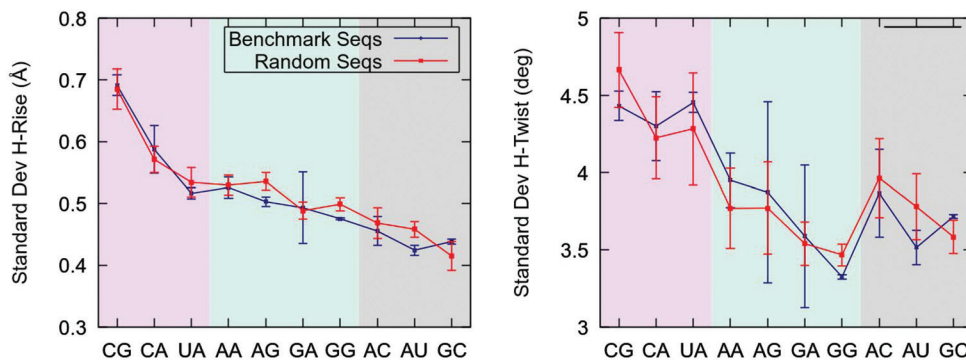 0.8
0.7
0.6
0.5
0.4
0.3
Standard Dev H-Rise (Å)
Benchmark Seqs
Random Seqs
CG CA UA AA AG GA GG AC AU GC
5
4.5
4
3.5
3
Standard Dev H-Twist (deg)
CG CA UA AA AG GA GG AC AU GC